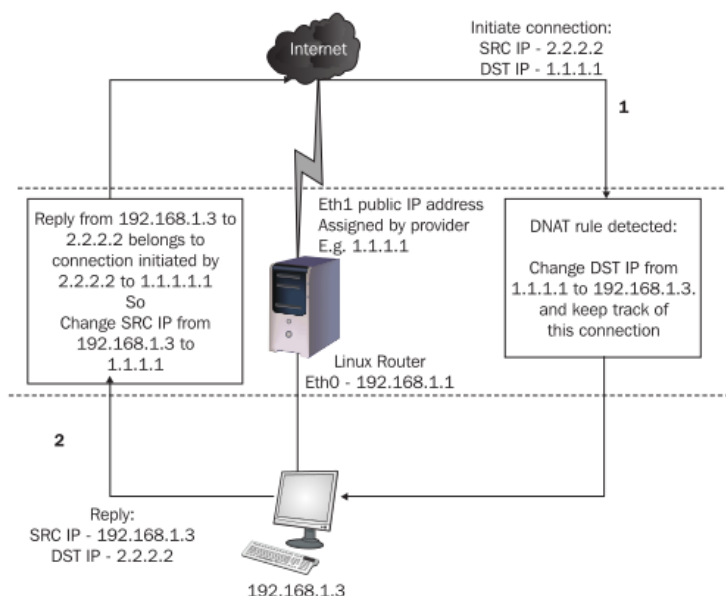 Internet
Initiate connection:
SRC IP - 2.2.2.2
DST IP - 1.1.1.1
1
Reply from 192.168.1.3 to
2.2.2.2 belongs to
connection initiated by
2.2.2.2 to 1.1.1.1.1
So
Change SRC IP from
192.168.1.3 to
1.1.1.1
Eth1 public IP address
Assigned by provider
E.g. 1.1.1.1
DNAT rule detected:
Change DST IP from
1.1.1.1 to 192.168.1.3.
and keep track of
this connection
Linux Router
Eth0 - 192.168.1.1
2
Reply:
SRC IP - 192.168.1.3
DST IP - 2.2.2.2
192.168.1.3